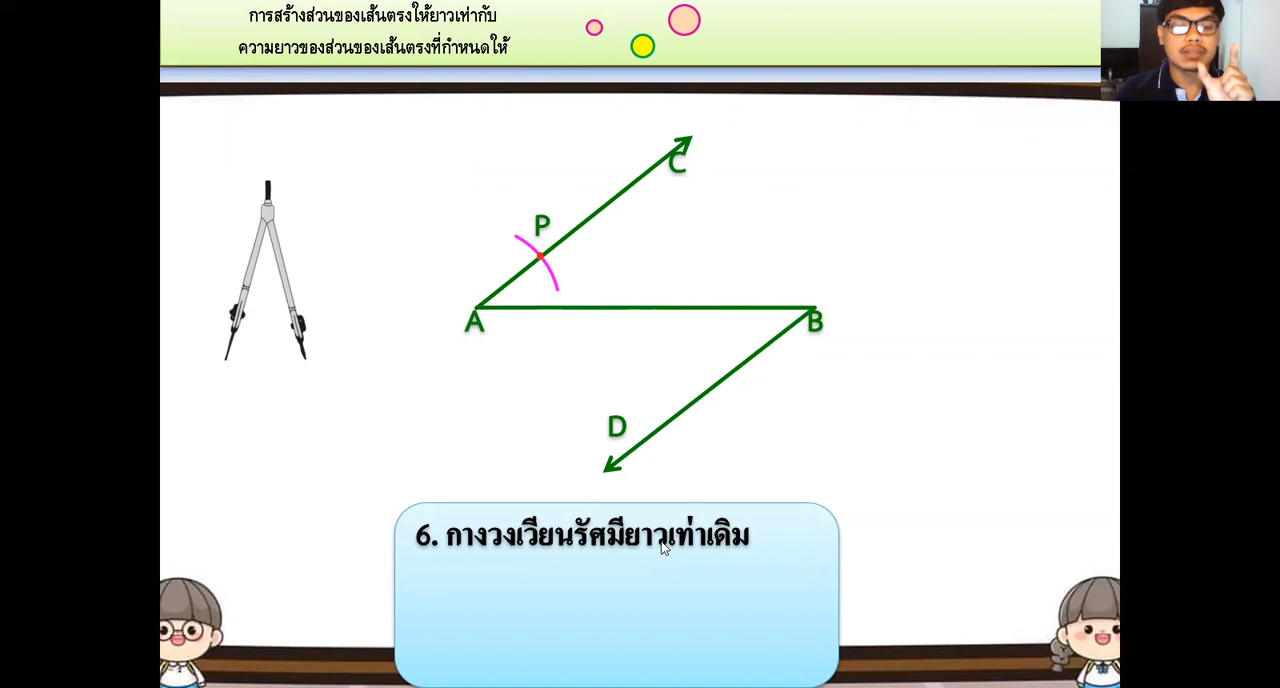 การสร้างส่วนของเส้นตรงให้ยาวเท่ากับ
ความยาวของส่วนของเส้นตรงที่กำหนดให้
C
P
A
B
D
6. กางวงเวียนรัศมียาวเท่าเดิม